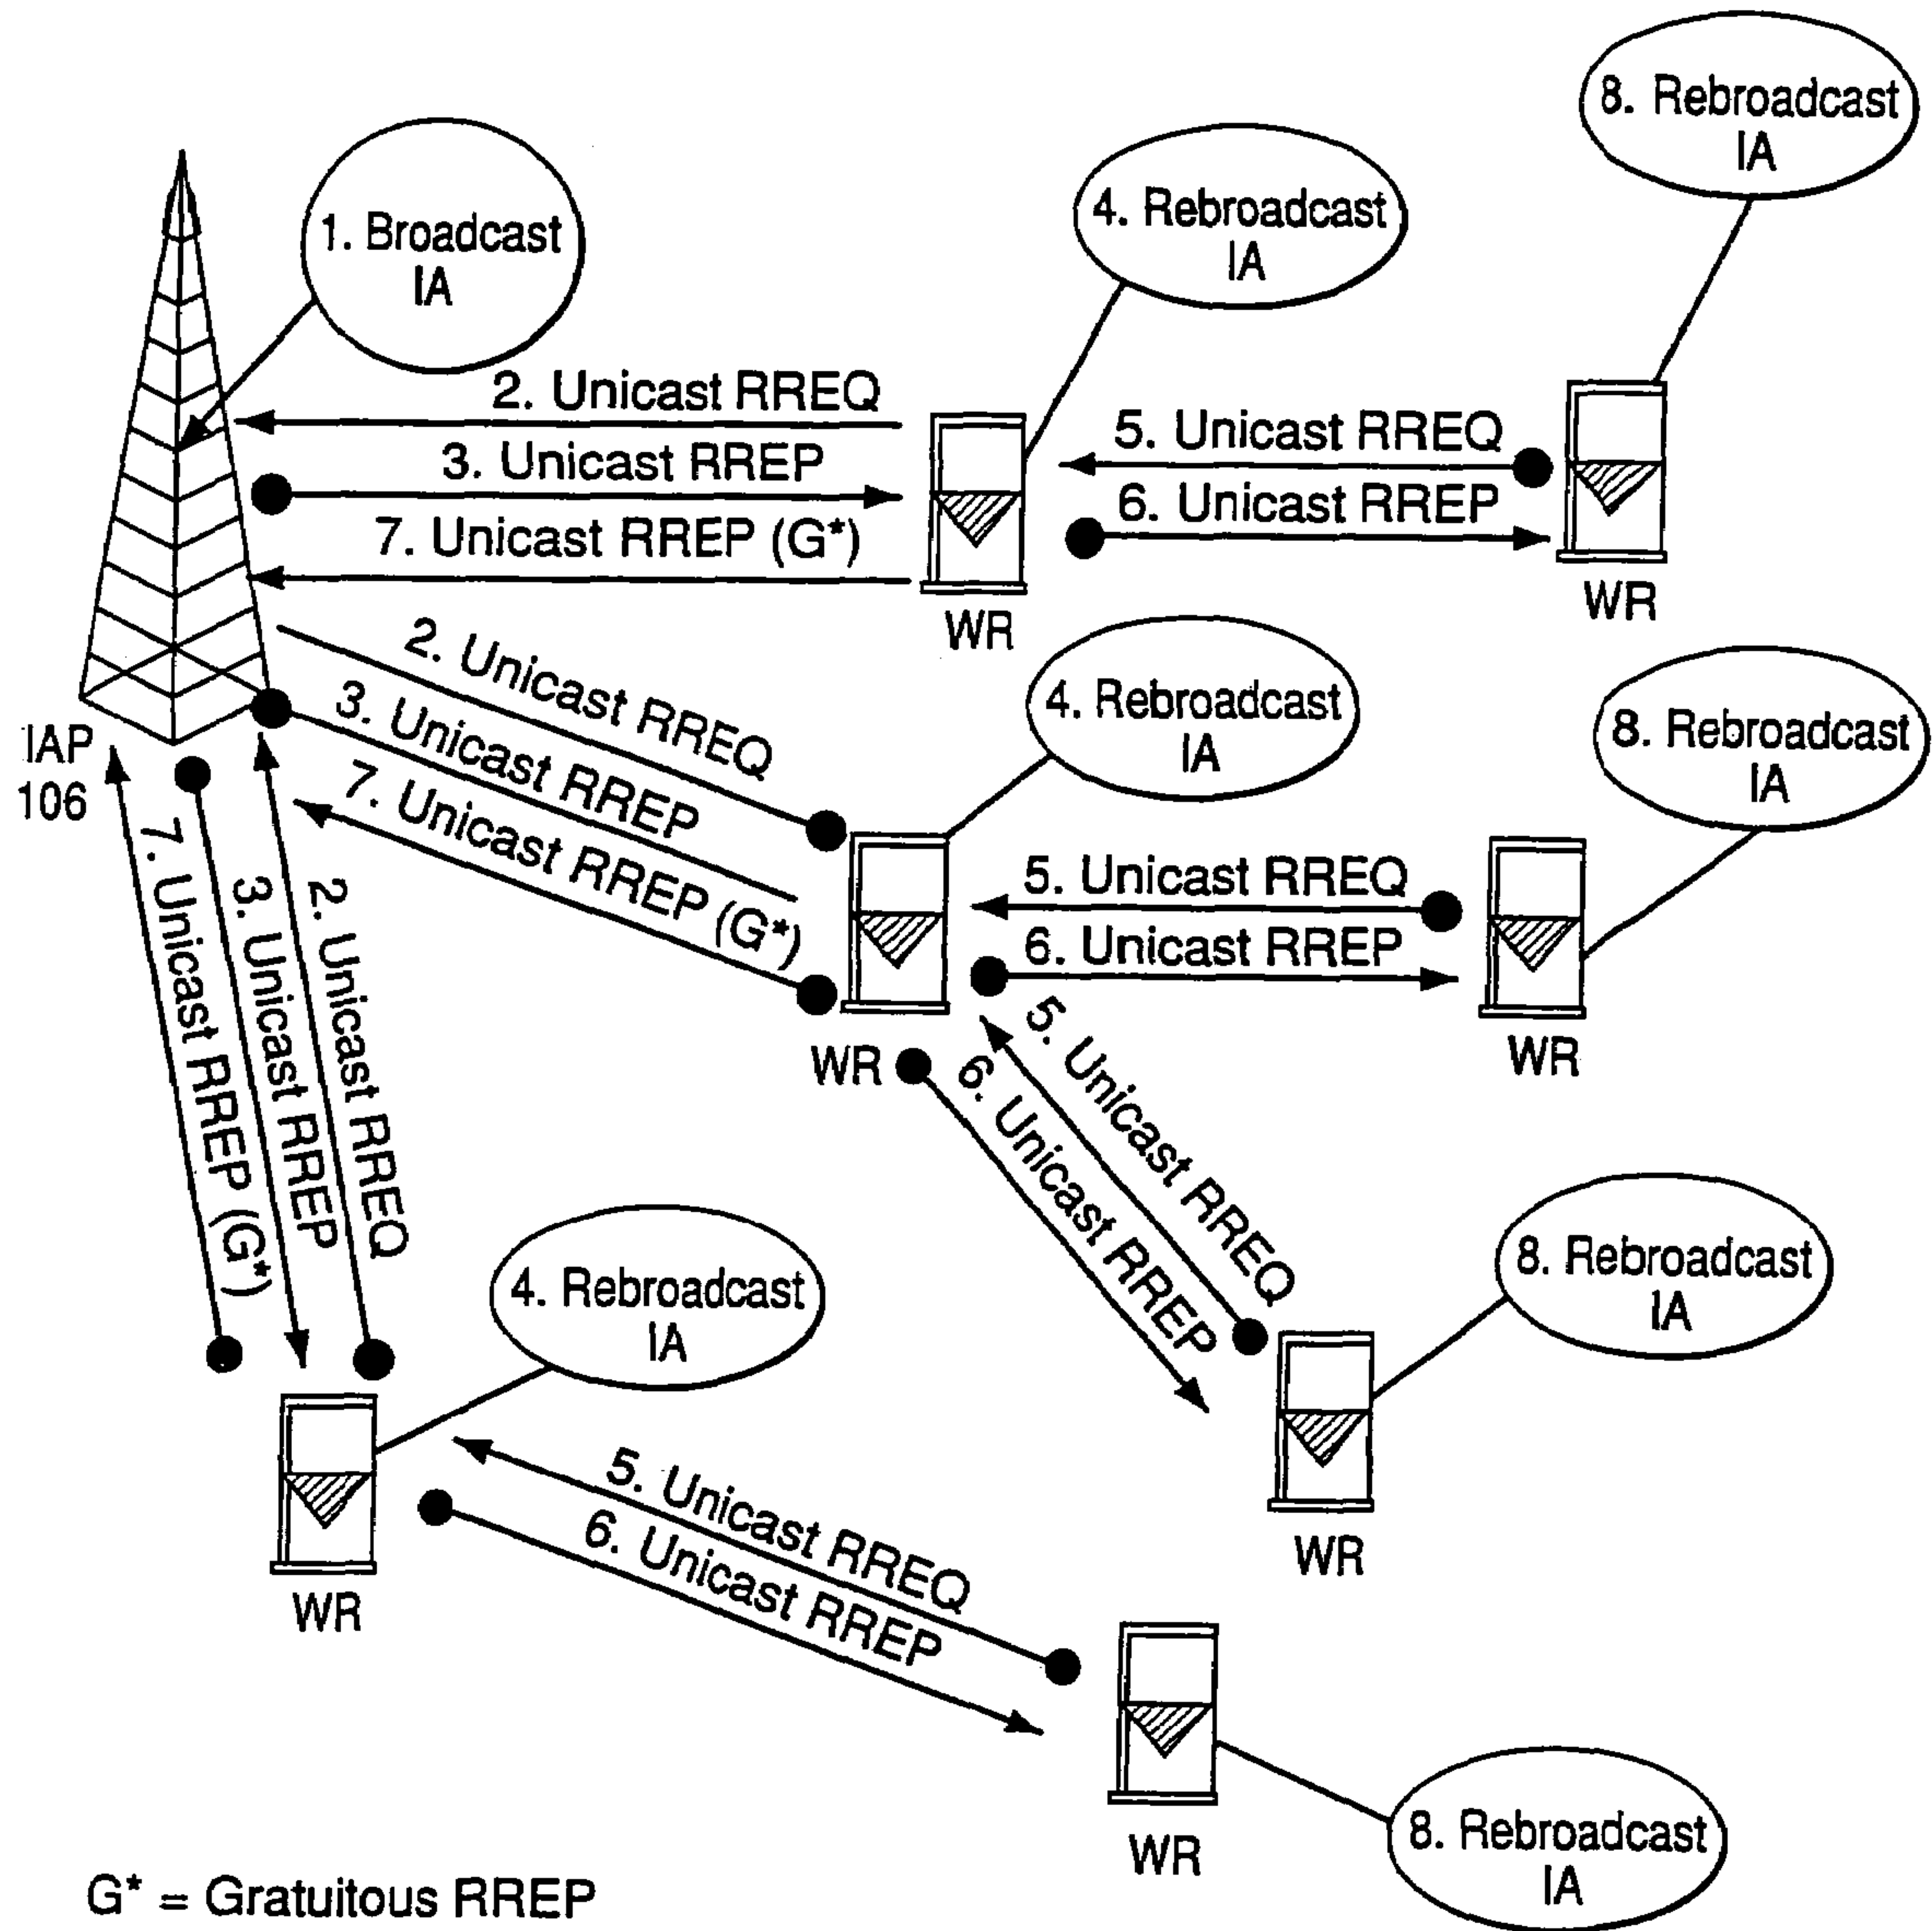 8. Rebroadcast
IA
1. Broadcast
IA
4. Rebroadcast
IA
2. Unicast RREQ
3. Unicast RREP
7. Unicast RREP (G*)
5. Unicast RREQ
6. Unicast RREP
WR
WR
2. Unicast RREQ
3. Unicast RREP
7. Unicast RREP (G*)
4. Rebroadcast
IA
8. Rebroadcast
IA
IAP
106
5. Unicast RREQ
6. Unicast RREP
WR
WR
7. Unicast RREP (G*)
3. Unicast RREP
2. Unicast RREQ
5. Unicast RREQ
6. Unicast RREP
4. Rebroadcast
IA
8. Rebroadcast
IA
WR
WR
5. Unicast RREQ
6. Unicast RREP
WR
8. Rebroadcast
IA
G* = Gratuitous RREP